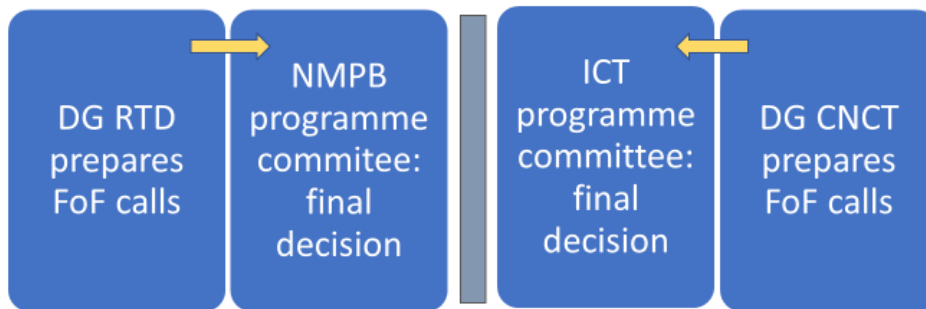 DG RTD
prepares
FoF calls
NMPB
programme
commitee:
final
decision
ICT
programme
committee:
final
decision
DG CNCT
prepares
FoF calls